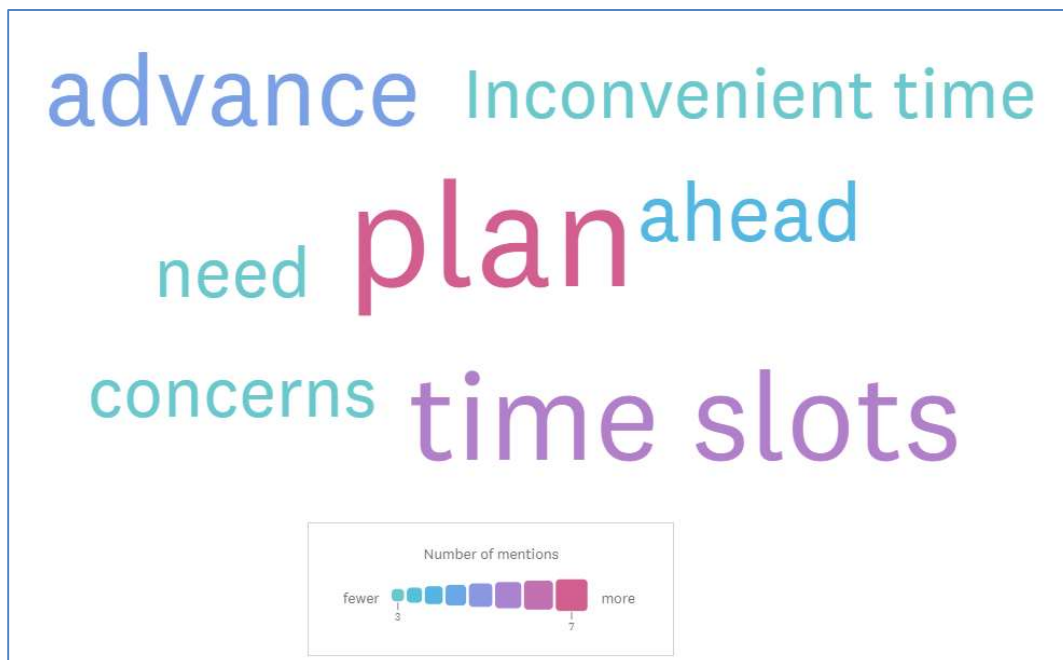 advance Inconvenient time
plan ahead
need
concerns time slots
Number of mentions
fewer more
3 7